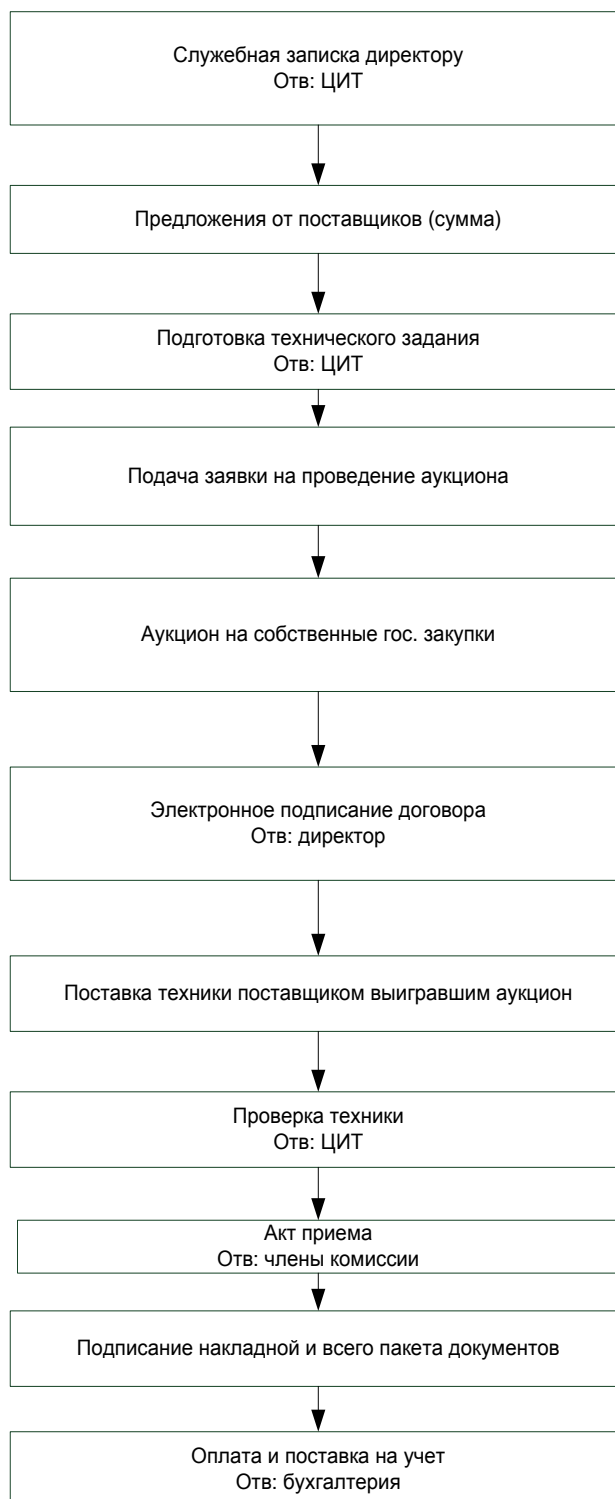 Служебная записка директору
Отв: ЦИТ
Предложения от поставщиков (сумма)
Подготовка технического задания
Отв: ЦИТ
Подача заявки на проведение аукциона
Аукцион на собственные гос. закупки
Электронное подписание договора
Отв: директор
Поставка техники поставщиком выигравшим аукцион
Проверка техники
Отв: ЦИТ
Акт приема
Отв: члены комиссии
Подписание накладной и всего пакета документов
Оплата и поставка на учет
Отв: бухгалтерия